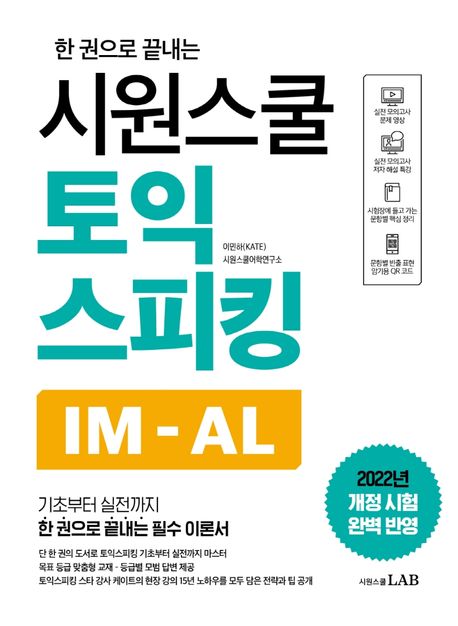 한 권으로 끝내는
시원스쿨
토익
스피킹
이민하(KATE)
시원스쿨어학연구소
실전 모의고사
문제 영상
실전 모의고사
저자 해설 특강
시험장에 들고 가는
문항별 핵심 정리
문항별 빈출 표현
암기용 QR 코드
IM - AL
기초부터 실전까지
한 권으로 끝내는 필수 이론서
단 한 권의 도서로 토익스피킹 기초부터 실전까지 마스터
목표 등급 맞춤형 교재 - 등급별 모범 답변 제공
토익스피킹 스타 강사 케이트의 현장 강의 15년 노하우를 모두 담은 전략과 팁 공개
2022년
개정 시험
완벽 반영
시원스쿨LAB